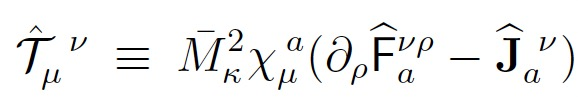 $\hat{\mathcal{T}}_{\mu}{}^{\nu} \equiv \bar{M}_{\kappa}^{2} \chi_{\mu}^{\,a} (\partial_{\rho} \widehat{\mathsf{F}}_{a}^{\nu\rho} - \widehat{\mathbf{J}}_{a}{}^{\nu})$